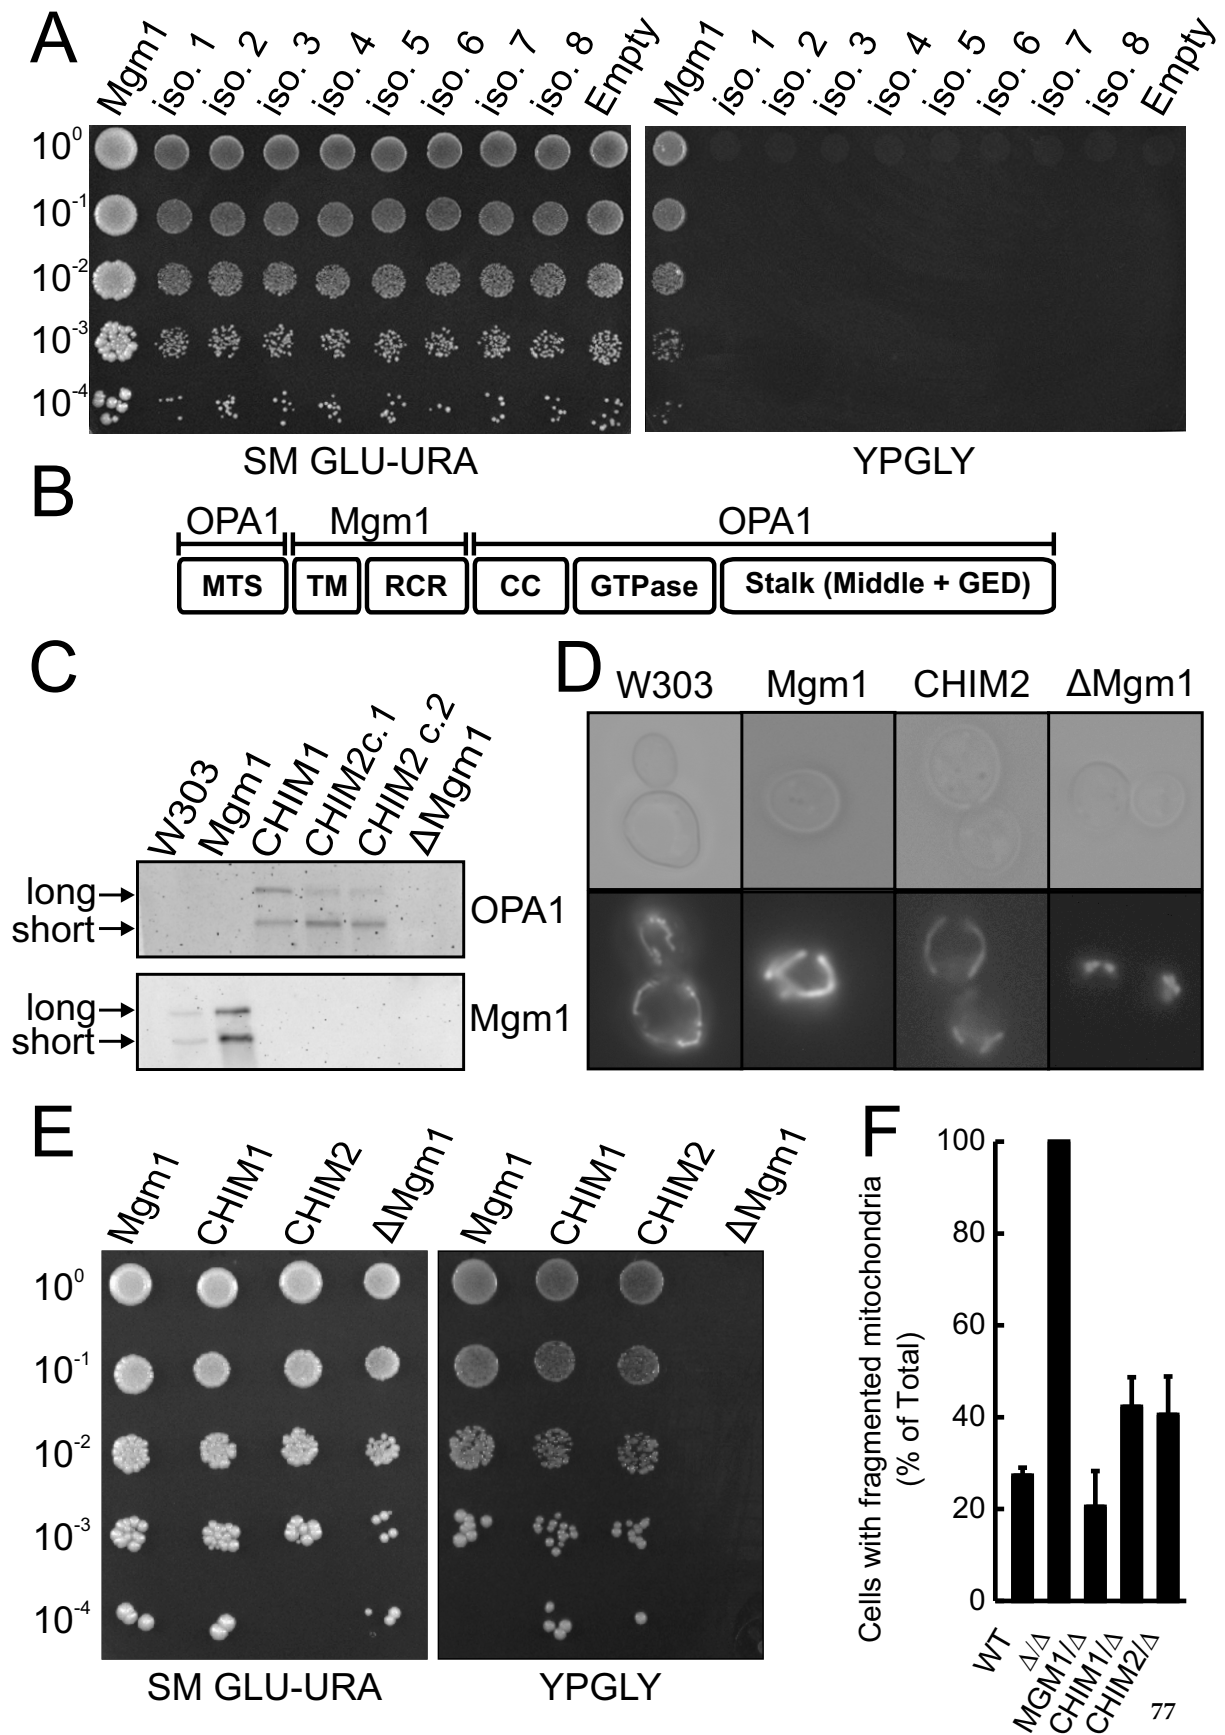 A
Mgm1 iso. 1 iso. 2 iso. 3 iso. 4 iso. 5 iso. 6 iso. 7 iso. 8 Empty
Mgm1 iso. 1 iso. 2 iso. 3 iso. 4 iso. 5 iso. 6 iso. 7 iso. 8 Empty
10⁰
10⁻¹
10⁻²
10⁻³
10⁻⁴
SM GLU-URA
YPGLY
B
OPA1 Mgm1 OPA1
MTS TM RCR CC GTPase Stalk (Middle + GED)
C
W303 Mgm1 CHIM1 CHIM2c.1 CHIM2 c.2 ΔMgm1
long
short
OPA1
long
short
Mgm1
D
W303 Mgm1 CHIM2 ΔMgm1
E
Mgm1 CHIM1 CHIM2 ΔMgm1
Mgm1 CHIM1 CHIM2 ΔMgm1
10⁰
10⁻¹
10⁻²
10⁻³
10⁻⁴
SM GLU-URA
YPGLY
F
Cells with fragmented mitochondria
(% of Total)
100
80
60
40
20
0
WT Δ/Δ MGM1/Δ CHIM1/Δ CHIM2/Δ
77